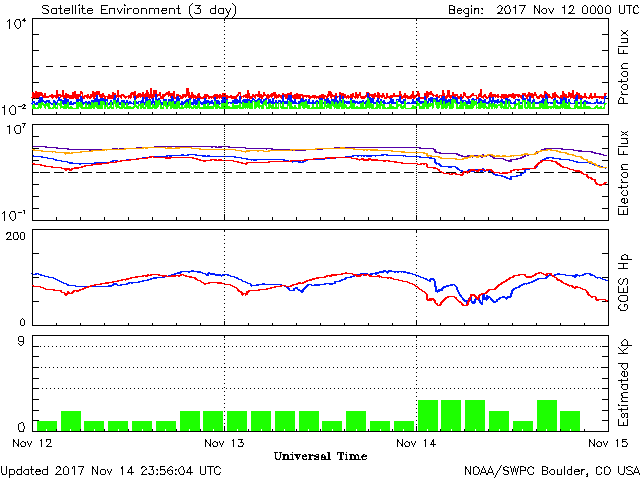 Satellite Environment (3 day) Begin: 2017 Nov 12 0000 UTC
10^4
10^-2
Proton Flux
10^7
10^-1
Electron Flux
200
0
GOES Hp
9
0
Estimated Kp
Nov 12 Nov 13 Nov 14 Nov 15
Universal Time
Updated 2017 Nov 14 23:56:04 UTC NOAA/SWPC Boulder, CO USA